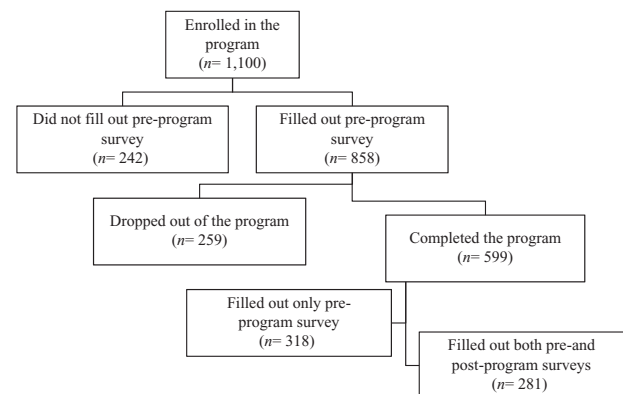 Enrolled in the
program
(n= 1,100)
Did not fill out pre-program
survey
(n= 242)
Filled out pre-program
survey
(n= 858)
Dropped out of the program
(n= 259)
Completed the program
(n= 599)
Filled out only pre-
program survey
(n= 318)
Filled out both pre-and
post-program surveys
(n= 281)